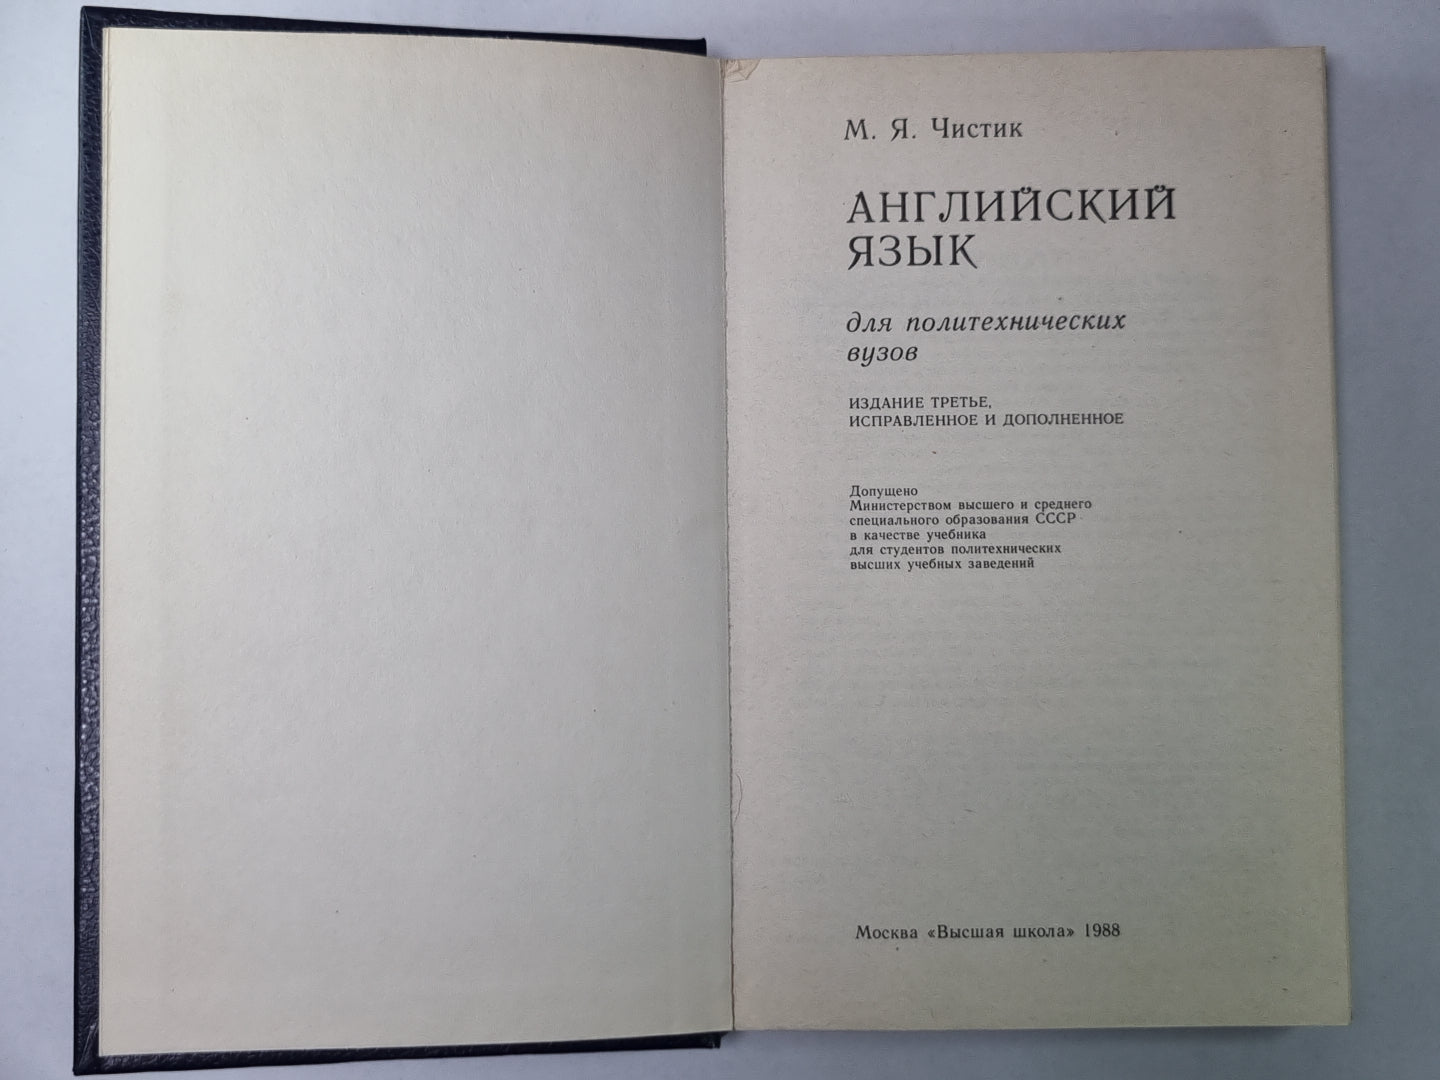 М. Я. Чистик
АНГЛИЙСКИЙ
ЯЗЫК
для политехнических
вузов
ИЗДАНИЕ ТРЕТЬЕ,
ИСПРАВЛЕННОЕ И ДОПОЛНЕННОЕ
Допущено
Министерством высшего и среднего
специального образования СССР
в качестве учебника
для студентов политехнических
высших учебных заведений
Москва «Высшая школа» 1988